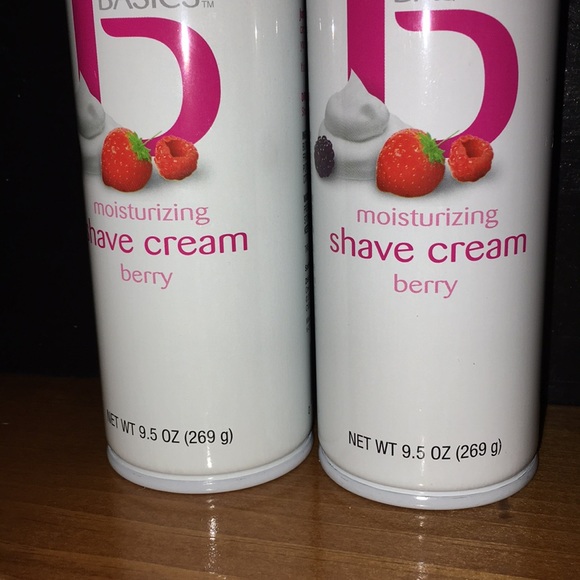 BASICS™
b
moisturizing
shave cream
berry
NET WT 9.5 OZ (269 g)
b
moisturizing
shave cream
berry
NET WT 9.5 OZ (269 g)